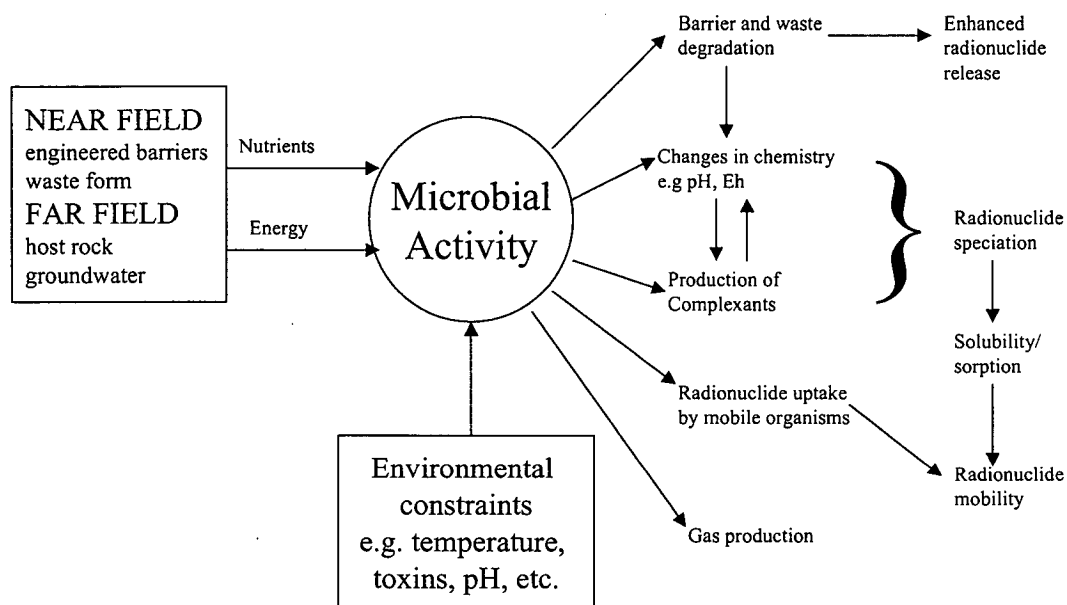 NEAR FIELD
engineered barriers
waste form
FAR FIELD
host rock
groundwater
Nutrients
Energy
Microbial
Activity
Environmental
constraints
e.g. temperature,
toxins, pH, etc.
Barrier and waste
degradation
Enhanced
radionuclide
release
Changes in chemistry
e.g pH, Eh
Production of
Complexants
Radionuclide
speciation
Solubility/
sorption
Radionuclide uptake
by mobile organisms
Radionuclide
mobility
Gas production